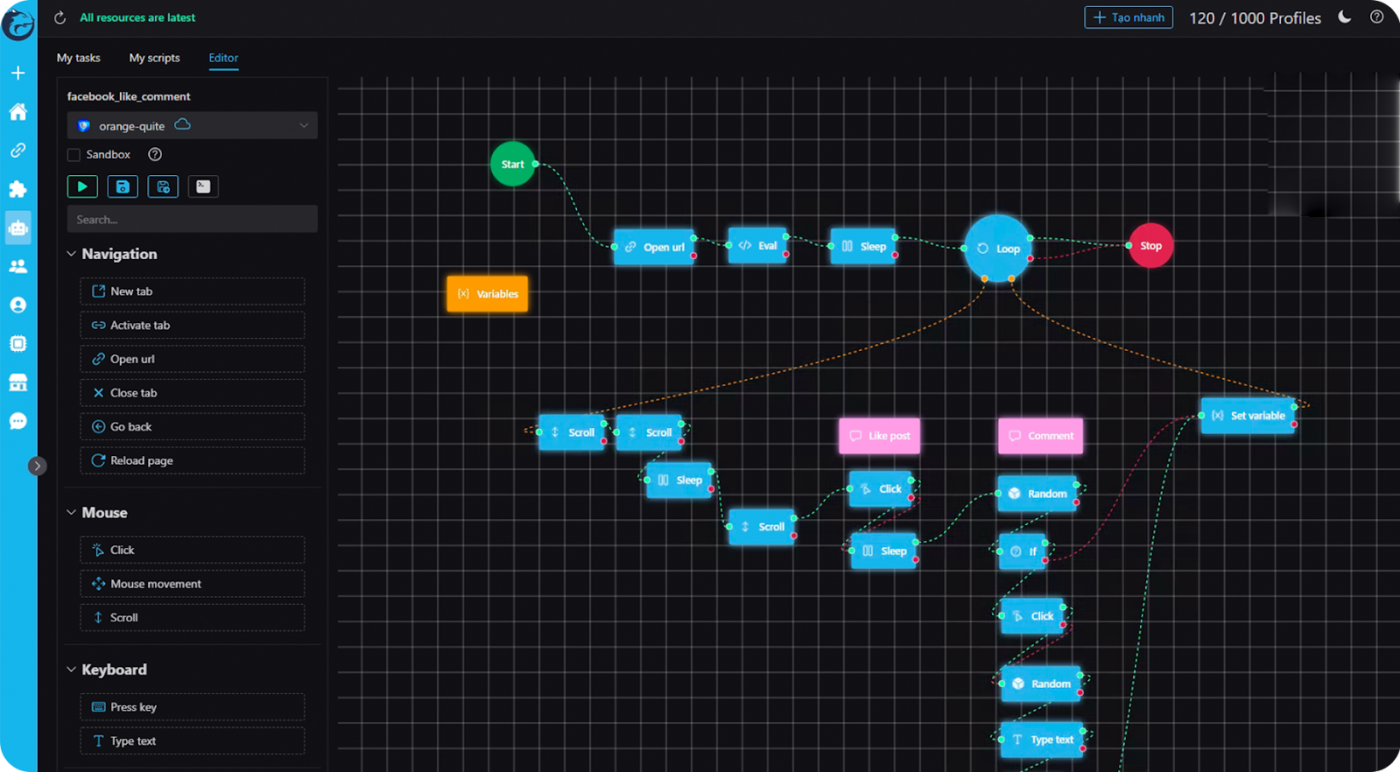 All resources are latest
Tạo nhanh
120 / 1000 Profiles
My tasks
My scripts
Editor
facebook_like_comment
orange-quite
Sandbox
Search...
Navigation
New tab
Activate tab
Open url
Close tab
Go back
Reload page
Mouse
Click
Mouse movement
Scroll
Keyboard
Press key
Type text
Start
Open url
Eval
Sleep
Loop
Stop
Variables
Scroll
Scroll
Sleep
Scroll
Like post
Click
Sleep
Comment
Random
If
Click
Random
Type text
Set variable